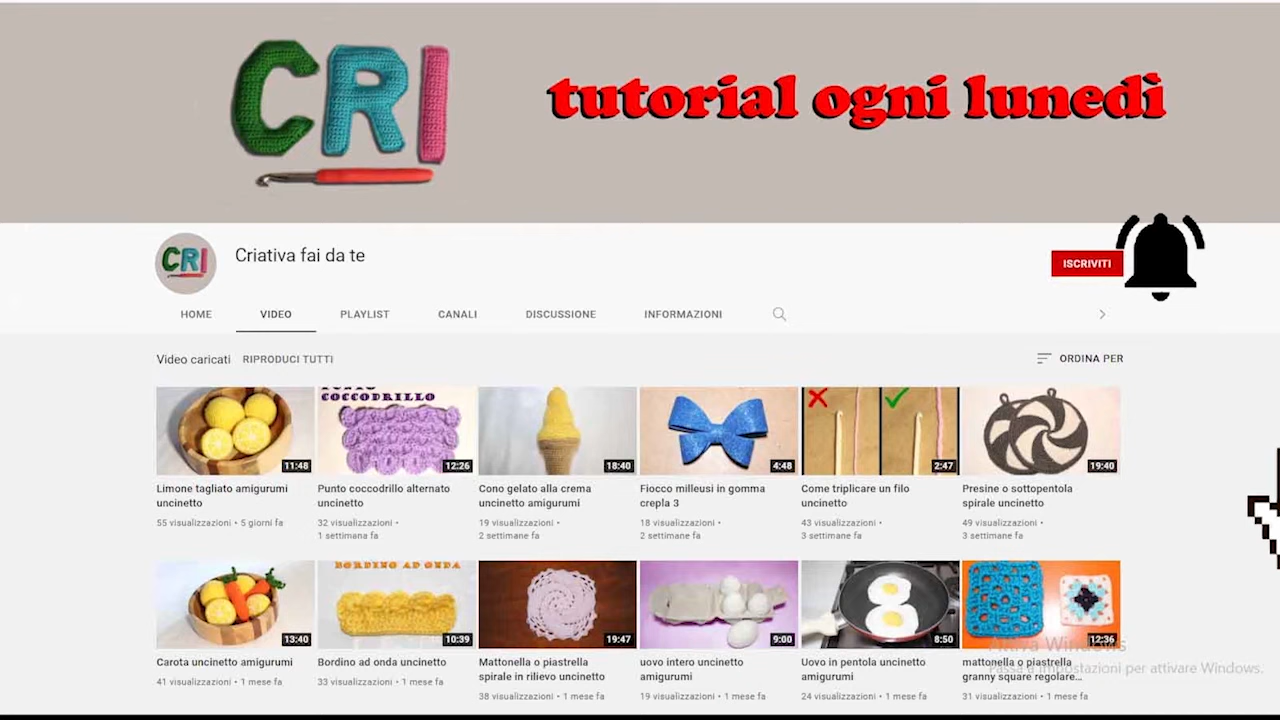 CRI
tutorial ogni lunedì
CRI
Criativa fai da te
ISCRIVITI
HOME
VIDEO
PLAYLIST
CANALI
DISCUSSIONE
INFORMAZIONI
Video caricati
RIPRODUCI TUTTI
ORDINA PER
11:48
COCCODRILLO
12:26
18:40
4:48
2:47
19:40
Limone tagliato amigurumi
uncinetto
55 visualizzazioni • 5 giorni fa
Punto coccodrillo alternato
uncinetto
32 visualizzazioni •
1 settimana fa
Cono gelato alla crema
uncinetto amigurumi
19 visualizzazioni •
2 settimane fa
Fiocco milleusi in gomma
crepla 3
18 visualizzazioni •
2 settimane fa
Come triplicare un filo
uncinetto
43 visualizzazioni •
3 settimane fa
Presine o sottopentola
spirale uncinetto
49 visualizzazioni •
3 settimane fa
13:40
BORDINO AD ONDA
10:39
19:47
9:00
8:50
12:36
Carota uncinetto amigurumi
41 visualizzazioni • 1 mese fa
Bordino ad onda uncinetto
33 visualizzazioni • 1 mese fa
Mattonella o piastrella
spirale in rilievo uncinetto
38 visualizzazioni • 1 mese fa
uovo intero uncinetto
amigurumi
19 visualizzazioni • 1 mese fa
Uovo in pentola uncinetto
amigurumi
24 visualizzazioni • 1 mese fa
mattonella o piastrella
granny square regolare...
31 visualizzazioni • 1 mese fa
Attiva Windows
Passa a Impostazioni per attivare Windows.